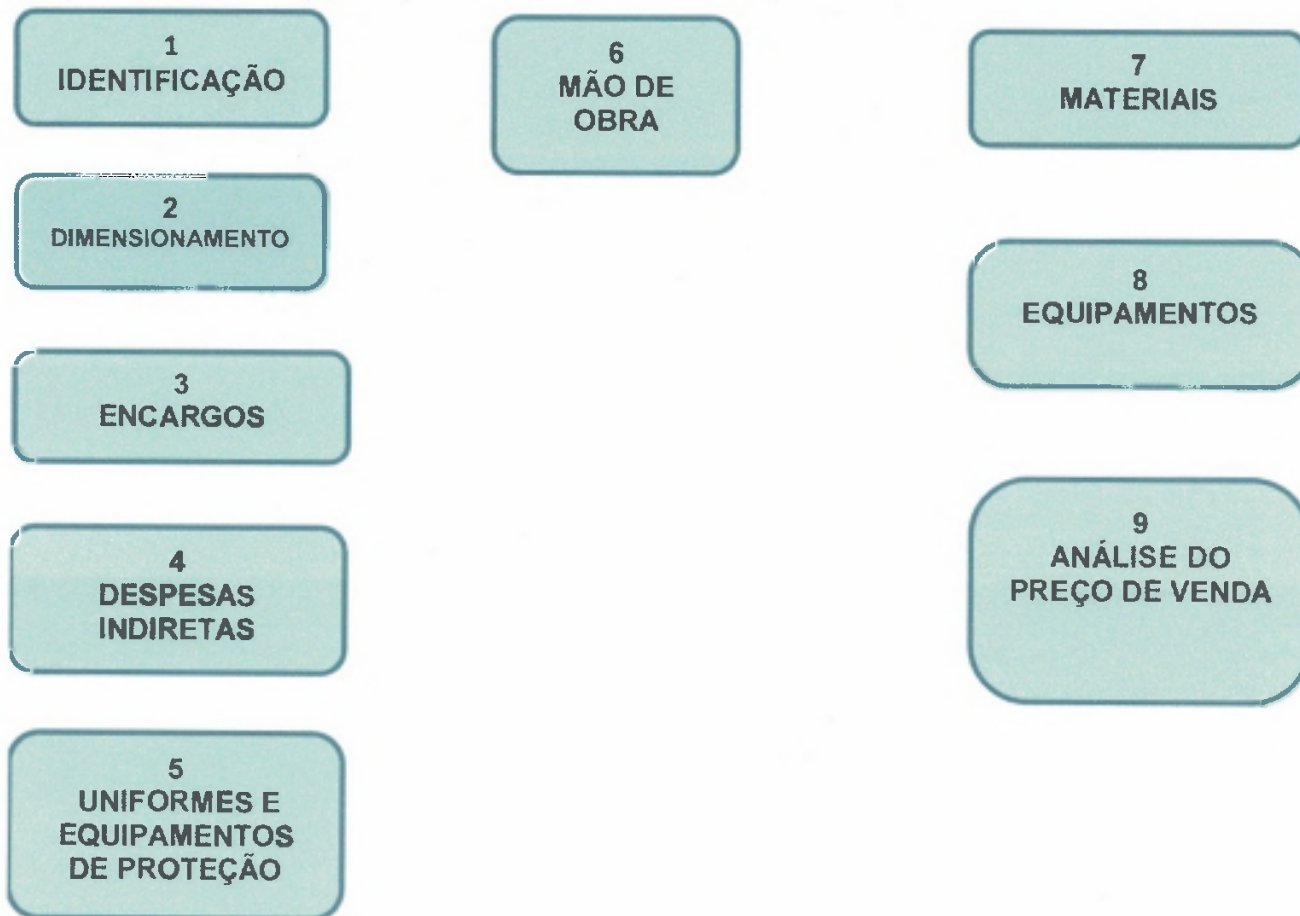 1
IDENTIFICAÇÃO
2
DIMENSIONAMENTO
3
ENCARGOS
4
DESPESAS
INDIRETAS
5
UNIFORMES E
EQUIPAMENTOS
DE PROTEÇÃO
6
MÃO DE
OBRA
7
MATERIAIS
8
EQUIPAMENTOS
9
ANÁLISE DO
PREÇO DE VENDA